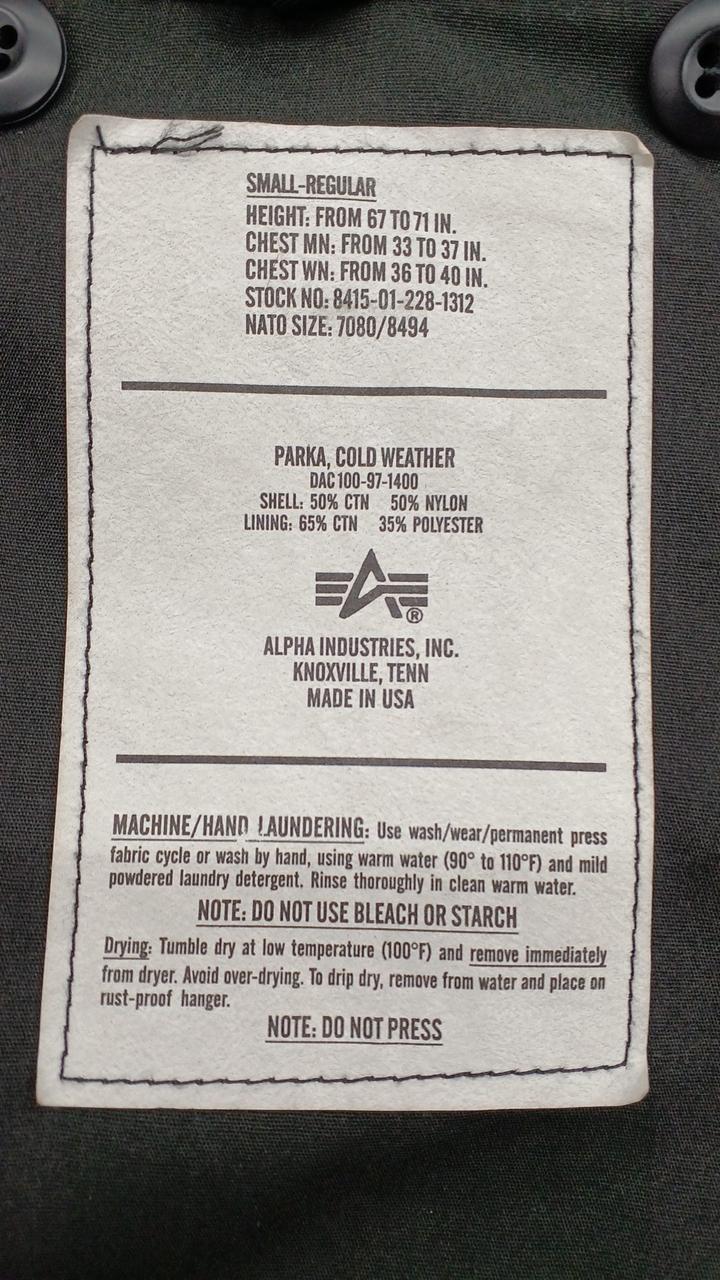 SMALL-REGULAR
HEIGHT: FROM 67 TO 71 IN.
CHEST MN: FROM 33 TO 37 IN.
CHEST WN: FROM 36 TO 40 IN.
STOCK NO: 8415-01-228-1312
NATO SIZE: 7080/8494
PARKA, COLD WEATHER
DAC 100-97-1400
SHELL: 50% CTN 50% NYLON
LINING: 65% CTN 35% POLYESTER
®
ALPHA INDUSTRIES, INC.
KNOXVILLE, TENN
MADE IN USA
MACHINE/HAND LAUNDERING: Use wash/wear/permanent press
fabric cycle or wash by hand, using warm water (90° to 110°F) and mild
powdered laundry detergent. Rinse thoroughly in clean warm water.
NOTE: DO NOT USE BLEACH OR STARCH
Drying: Tumble dry at low temperature (100°F) and remove immediately
from dryer. Avoid over-drying. To drip dry, remove from water and place on
rust-proof hanger.
NOTE: DO NOT PRESS